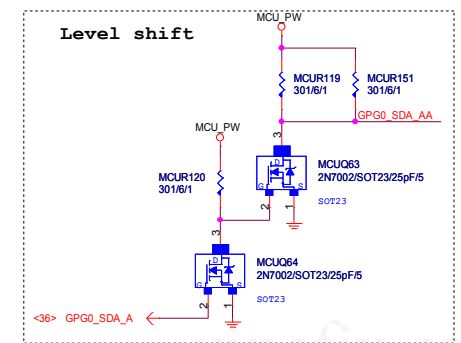 MCU_PW
Level shift
MCUR119
301/6/1
MCUR151
301/6/1
GPG0_SDA_AA
3
MCU_PW
D
MCUQ63
2N7002/SOT23/25pF/5
MCUR120
301/6/1
G
S
SOT23
2
1
3
D
MCUQ64
2N7002/SOT23/25pF/5
G
S
SOT23
2
1
<36> GPG0_SDA_A